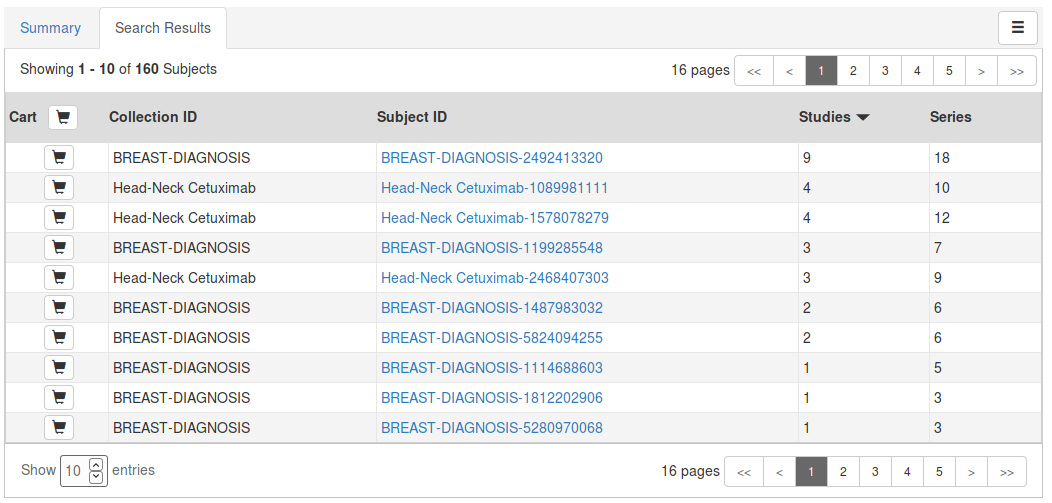 Summary Search Results
Showing 1 - 10 of 160 Subjects 16 pages << < 1 2 3 4 5 > >>
Cart Collection ID Subject ID Studies Series
BREAST-DIAGNOSIS BREAST-DIAGNOSIS-2492413320 9 18
Head-Neck Cetuximab Head-Neck Cetuximab-1089981111 4 10
Head-Neck Cetuximab Head-Neck Cetuximab-1578078279 4 12
BREAST-DIAGNOSIS BREAST-DIAGNOSIS-1199285548 3 7
Head-Neck Cetuximab Head-Neck Cetuximab-2468407303 3 9
BREAST-DIAGNOSIS BREAST-DIAGNOSIS-1487983032 2 6
BREAST-DIAGNOSIS BREAST-DIAGNOSIS-5824094255 2 6
BREAST-DIAGNOSIS BREAST-DIAGNOSIS-1114688603 1 5
BREAST-DIAGNOSIS BREAST-DIAGNOSIS-1812202906 1 3
BREAST-DIAGNOSIS BREAST-DIAGNOSIS-5280970068 1 3
Show 10 entries 16 pages << < 1 2 3 4 5 > >>